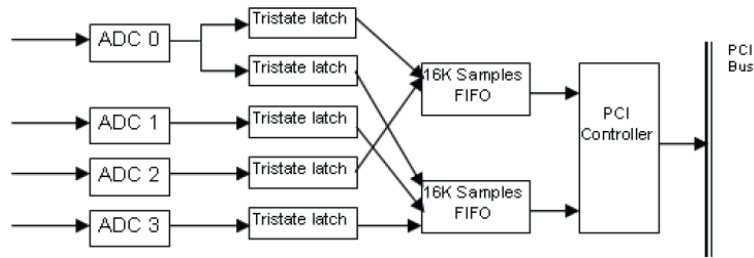 ADC 0
Tristate latch
Tristate latch
ADC 1
Tristate latch
ADC 2
Tristate latch
ADC 3
Tristate latch
16K Samples
FIFO
16K Samples
FIFO
PCI
Controller
PCI
Bus